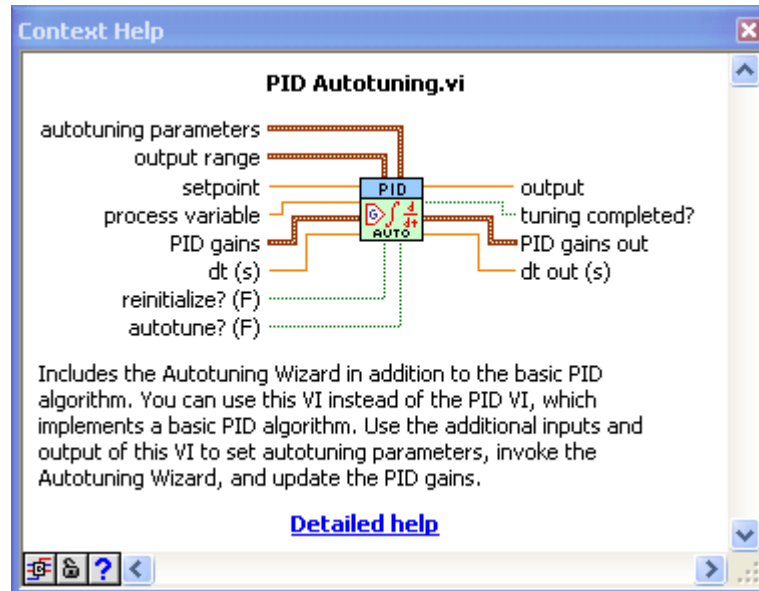 Context Help
PID Autotuning.vi
autotuning parameters
output range
setpoint
process variable
PID gains
dt (s)
reinitialize? (F)
autotune? (F)
PID
G ∫ d/dt
AUTO
output
tuning completed?
PID gains out
dt out (s)
Includes the Autotuning Wizard in addition to the basic PID
algorithm. You can use this VI instead of the PID VI, which
implements a basic PID algorithm. Use the additional inputs and
output of this VI to set autotuning parameters, invoke the
Autotuning Wizard, and update the PID gains.
Detailed help
?